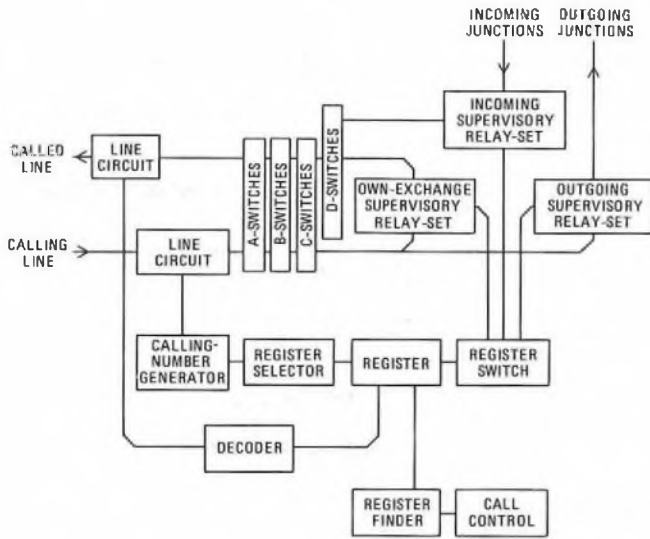 INCOMING
JUNCTIONS
OUTGOING
JUNCTIONS
INCOMING
SUPERVISORY
RELAY-SET
D-SWITCHES
CALLED
LINE
LINE
CIRCUIT
A-SWITCHES
B-SWITCHES
C-SWITCHES
OWN-EXCHANGE
SUPERVISORY
RELAY-SET
OUTGOING
SUPERVISORY
RELAY-SET
CALLING
LINE
LINE
CIRCUIT
CALLING-
NUMBER
GENERATOR
REGISTER
SELECTOR
REGISTER
REGISTER
SWITCH
DECODER
REGISTER
FINDER
CALL
CONTROL